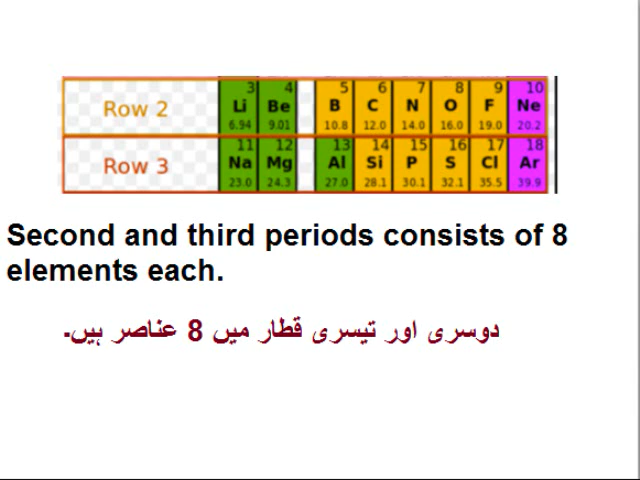 Row 2 3 4 5 6 7 8 9 10
Li Be B C N O F Ne
6.94 9.01 10.8 12.0 14.0 16.0 19.0 20.2
Row 3 11 12 13 14 15 16 17 18
Na Mg Al Si P S Cl Ar
23.0 24.3 27.0 28.1 30.1 32.1 35.5 39.9
Second and third periods consists of 8
elements each.
دوسری اور تیسری قطار میں 8 عناصر ہیں۔